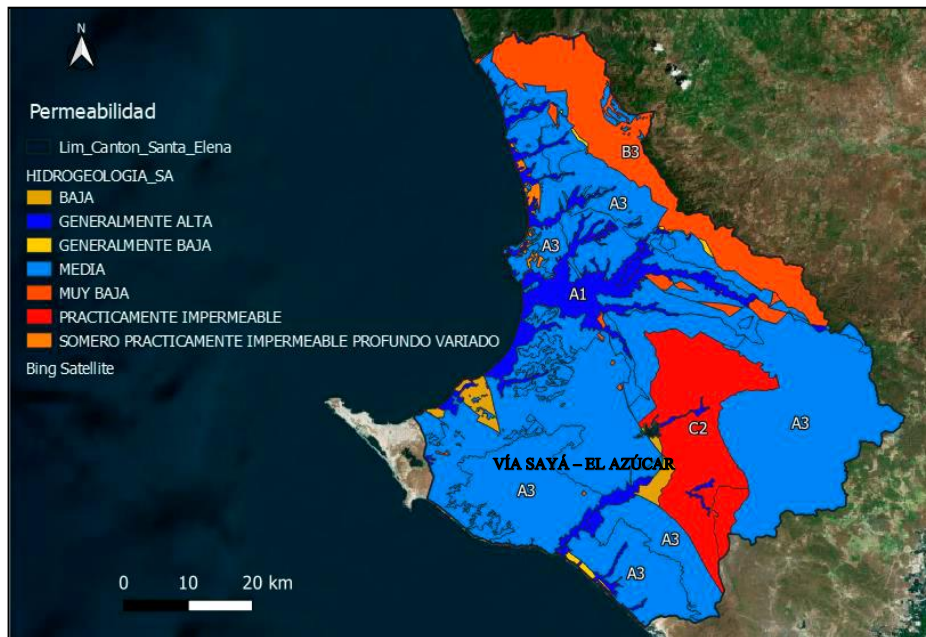 N
Permeabilidad
Lim_Canton_Santa_Elena
HIDROGEOLOGIA_SA
BAJA
GENERALMENTE ALTA
GENERALMENTE BAJA
MEDIA
MUY BAJA
PRACTICAMENTE IMPERMEABLE
SOMERO PRACTICAMENTE IMPERMEABLE PROFUNDO VARIADO
Bing Satellite
B3
A3
A3
A1
A3
C2
VÍA SAYÁ – EL AZÚCAR
A3
A3
A3
0 10 20 km